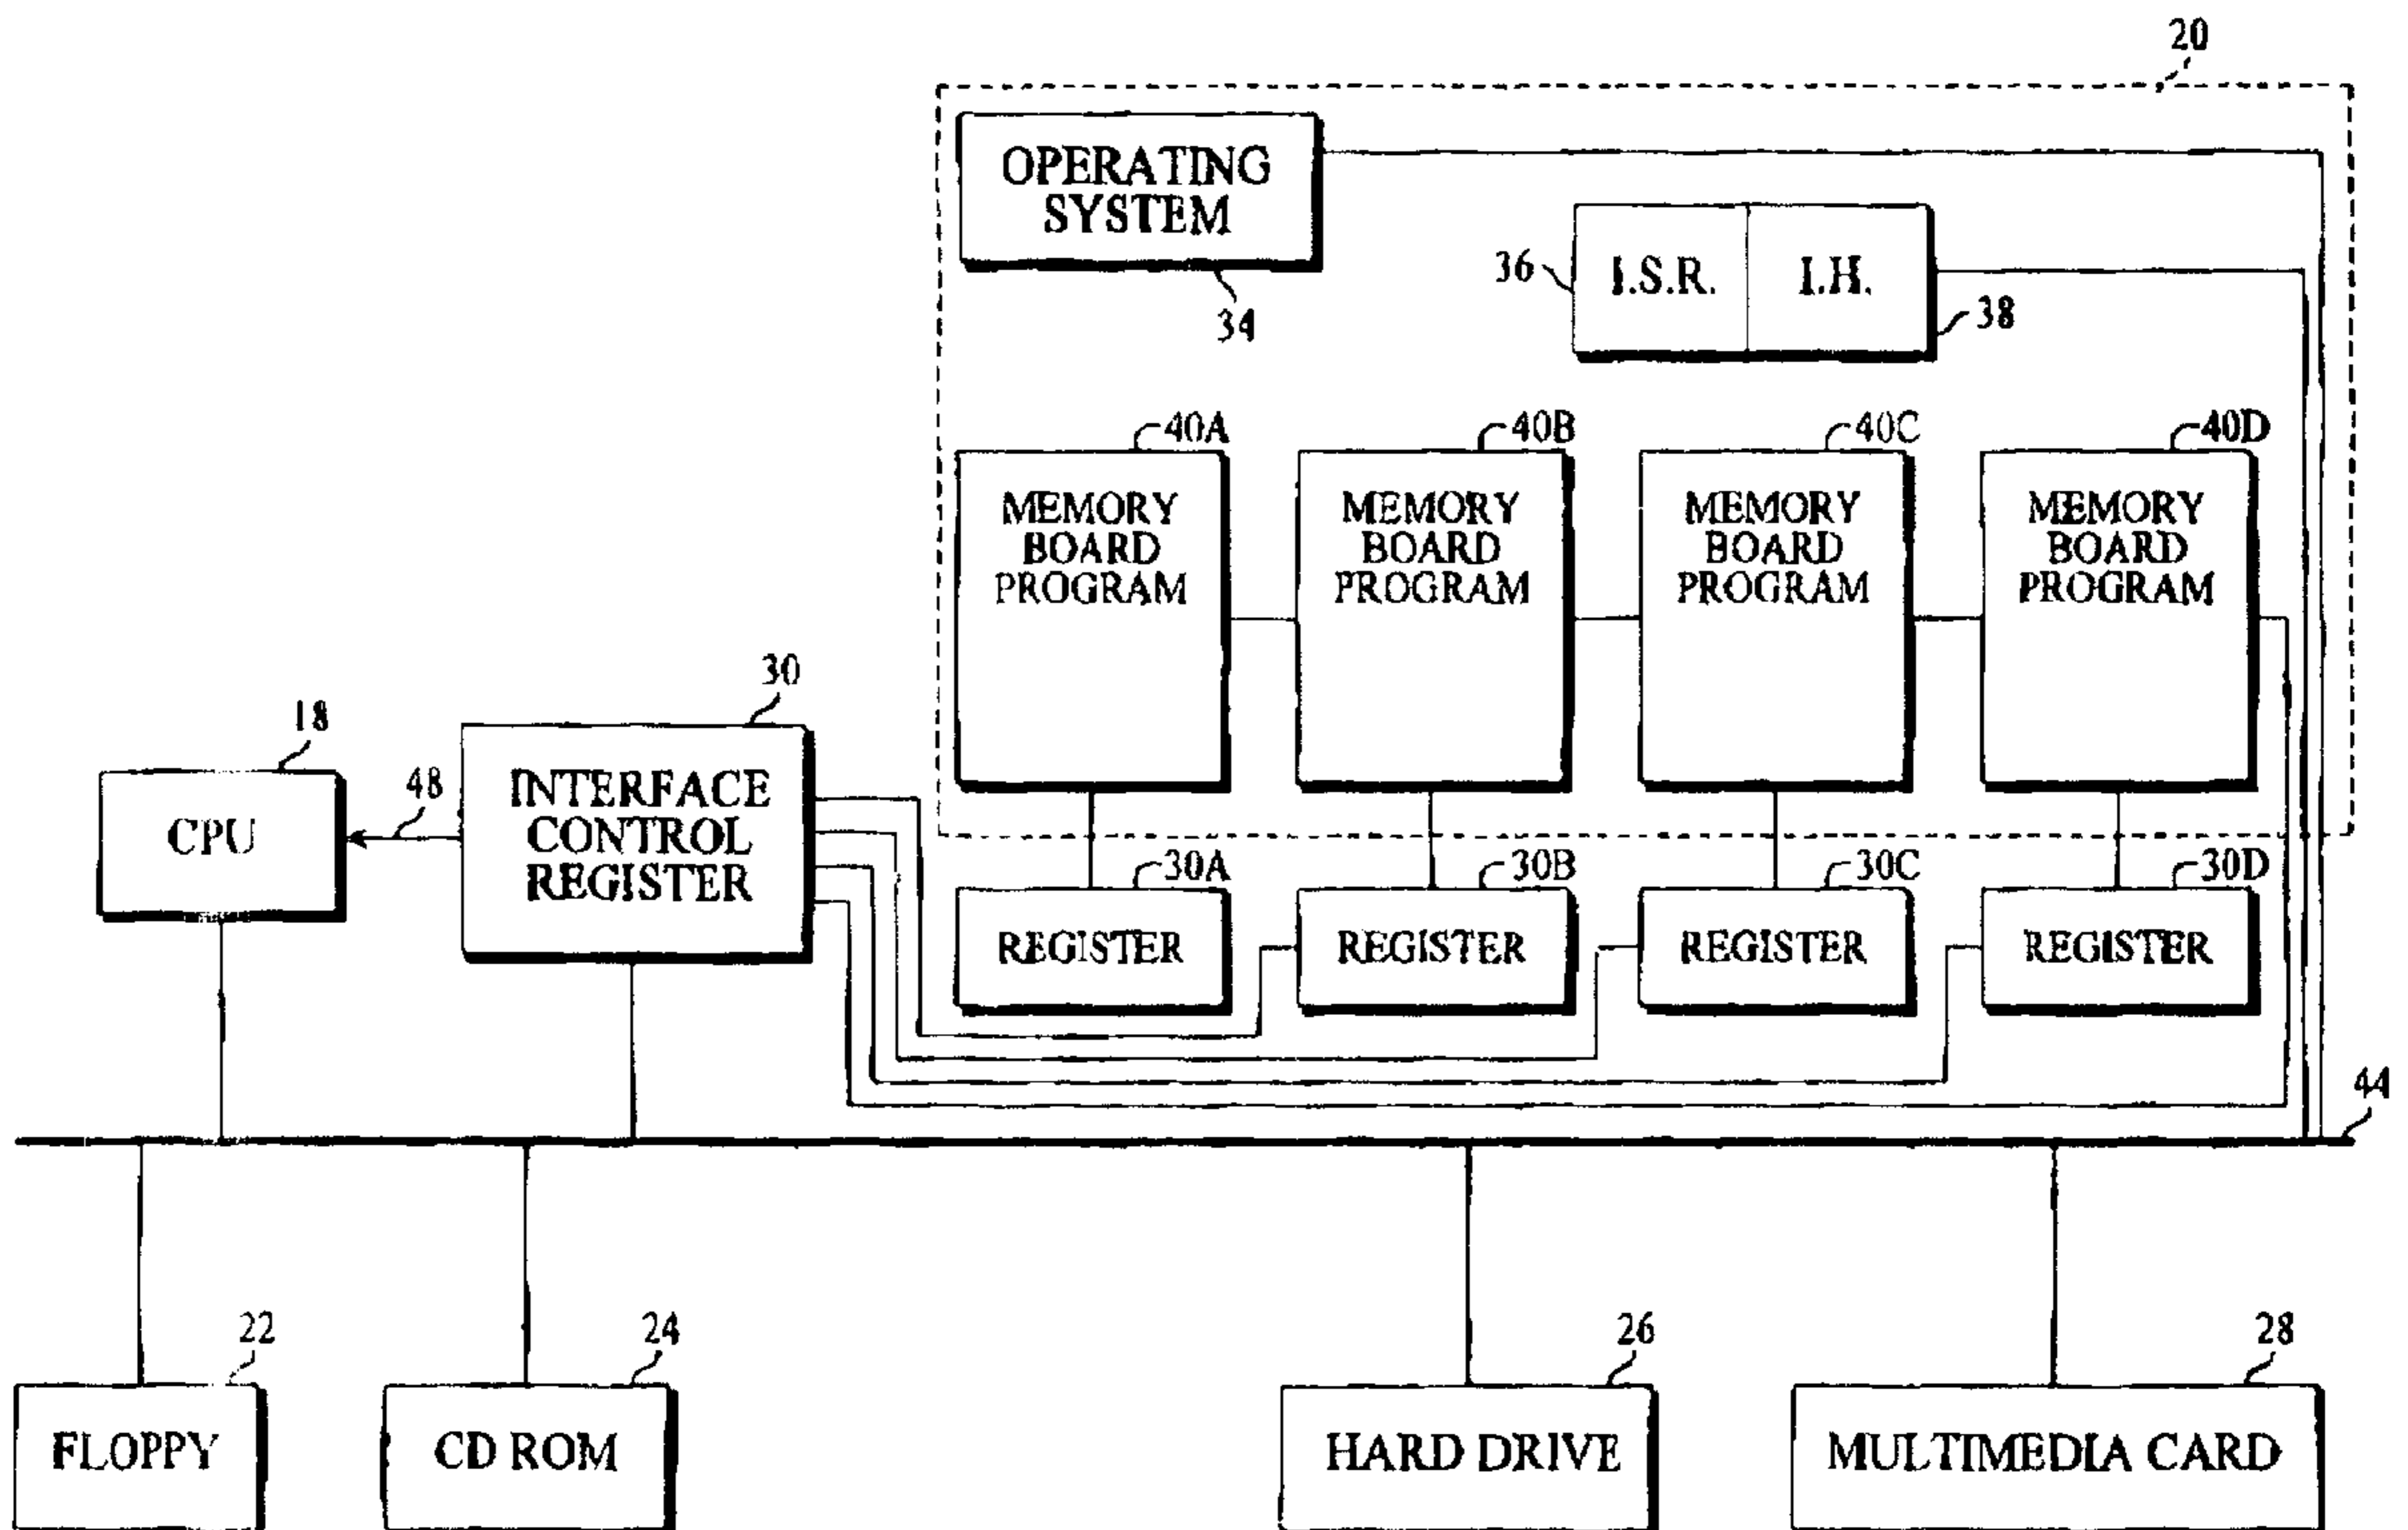 20
OPERATING
SYSTEM
34
36
I.S.R.
I.H.
38
40A
40B
40C
40D
MEMORY
BOARD
PROGRAM
MEMORY
BOARD
PROGRAM
MEMORY
BOARD
PROGRAM
MEMORY
BOARD
PROGRAM
18
CPU
48
30
INTERFACE
CONTROL
REGISTER
30A
30B
30C
30D
REGISTER
REGISTER
REGISTER
REGISTER
44
22
24
26
28
FLOPPY
CD ROM
HARD DRIVE
MULTIMEDIA CARD